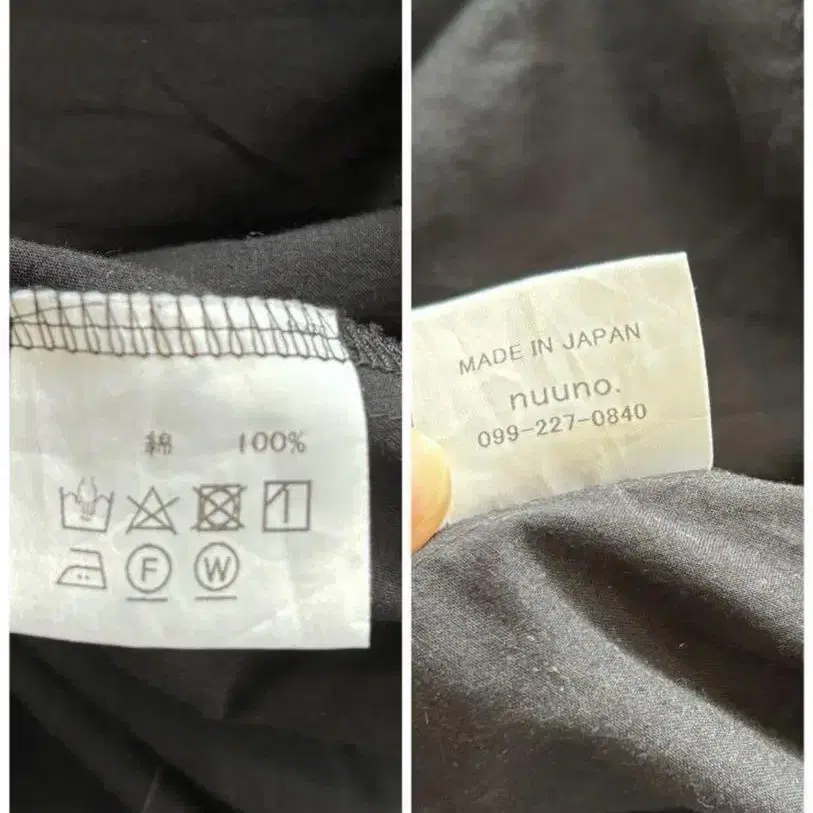 綿 100%
F W
MADE IN JAPAN
nuuno.
099-227-0840